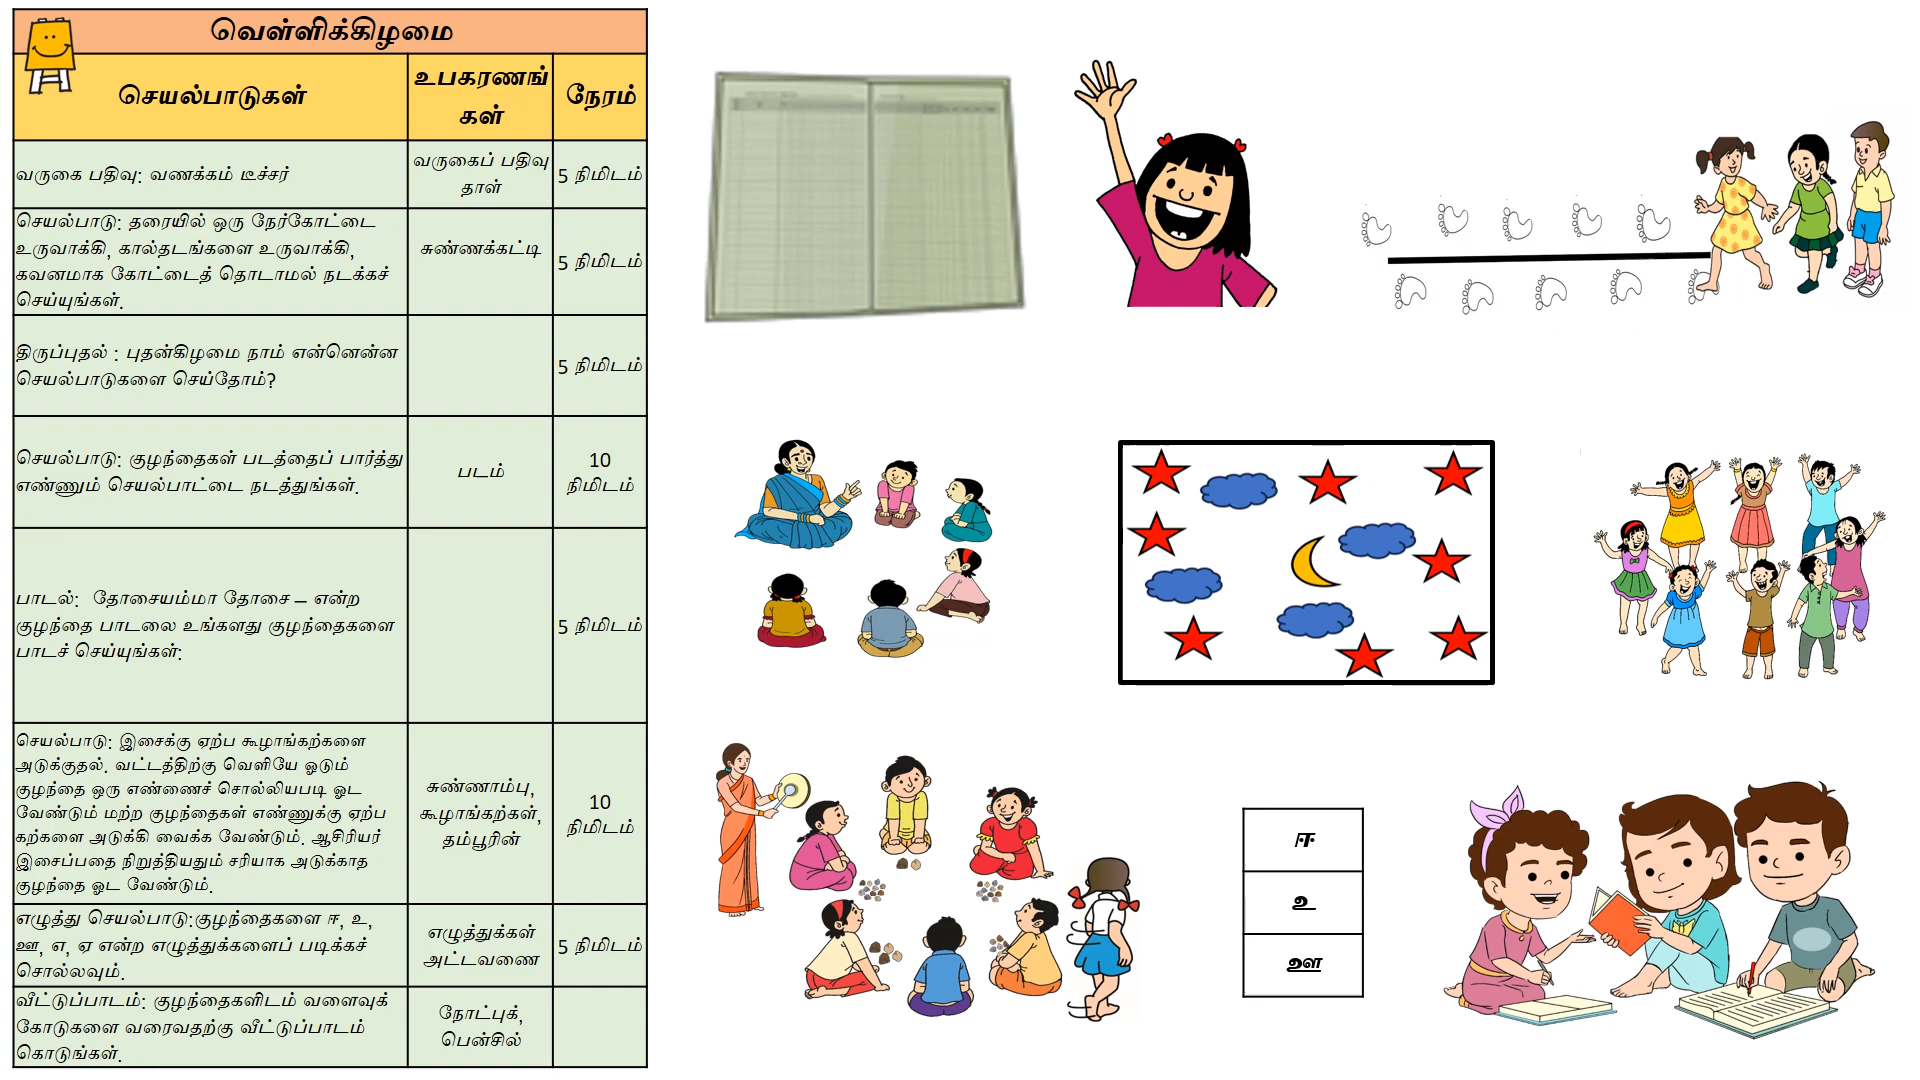 வெள்ளிக்கிழமை
செயல்பாடுகள்
உபகரணங்
கள்
நேரம்
வருகை பதிவு: வணக்கம் டீச்சர்
வருகைப் பதிவு
தாள்
5 நிமிடம்
செயல்பாடு: தரையில் ஒரு நேர்கோட்டை
உருவாக்கி, கால்தடங்களை உருவாக்கி,
கவனமாக கோட்டைத் தொடாமல் நடக்கச்
செய்யுங்கள்.
சுண்ணக்கட்டி
5 நிமிடம்
திருப்புதல் : புதன்கிழமை நாம் என்னென்ன
செயல்பாடுகளை செய்தோம்?
5 நிமிடம்
செயல்பாடு: குழந்தைகள் படத்தைப் பார்த்து
எண்ணும் செயல்பாட்டை நடத்துங்கள்.
படம்
10
நிமிடம்
பாடல்: தோசையம்மா தோசை – என்ற
குழந்தை பாடலை உங்களது குழந்தைகளை
பாடச் செய்யுங்கள்:
5 நிமிடம்
செயல்பாடு: இசைக்கு ஏற்ப கூழாங்கற்களை
அடுக்குதல். வட்டத்திற்கு வெளியே ஓடும்
குழந்தை ஒரு எண்ணைச் சொல்லியபடி ஓட
வேண்டும் மற்ற குழந்தைகள் எண்ணுக்கு ஏற்ப
கற்களை அடுக்கி வைக்க வேண்டும். ஆசிரியர்
இசைப்பதை நிறுத்தியதும் சரியாக அடுக்காத
குழந்தை ஓட வேண்டும்.
சுண்ணாம்பு,
கூழாங்கற்கள்,
தம்பூரின்
10
நிமிடம்
எழுத்து செயல்பாடு:குழந்தைகளை ஈ, உ,
ஊ, எ, ஏ என்ற எழுத்துக்களைப் படிக்கச்
சொல்லவும்.
எழுத்துக்கள்
அட்டவணை
5 நிமிடம்
வீட்டுப்பாடம்: குழந்தைகளிடம் வளைவுக்
கோடுகளை வரைவதற்கு வீட்டுப்பாடம்
கொடுங்கள்.
நோட்புக்,
பென்சில்
ஈ
உ
ஊ